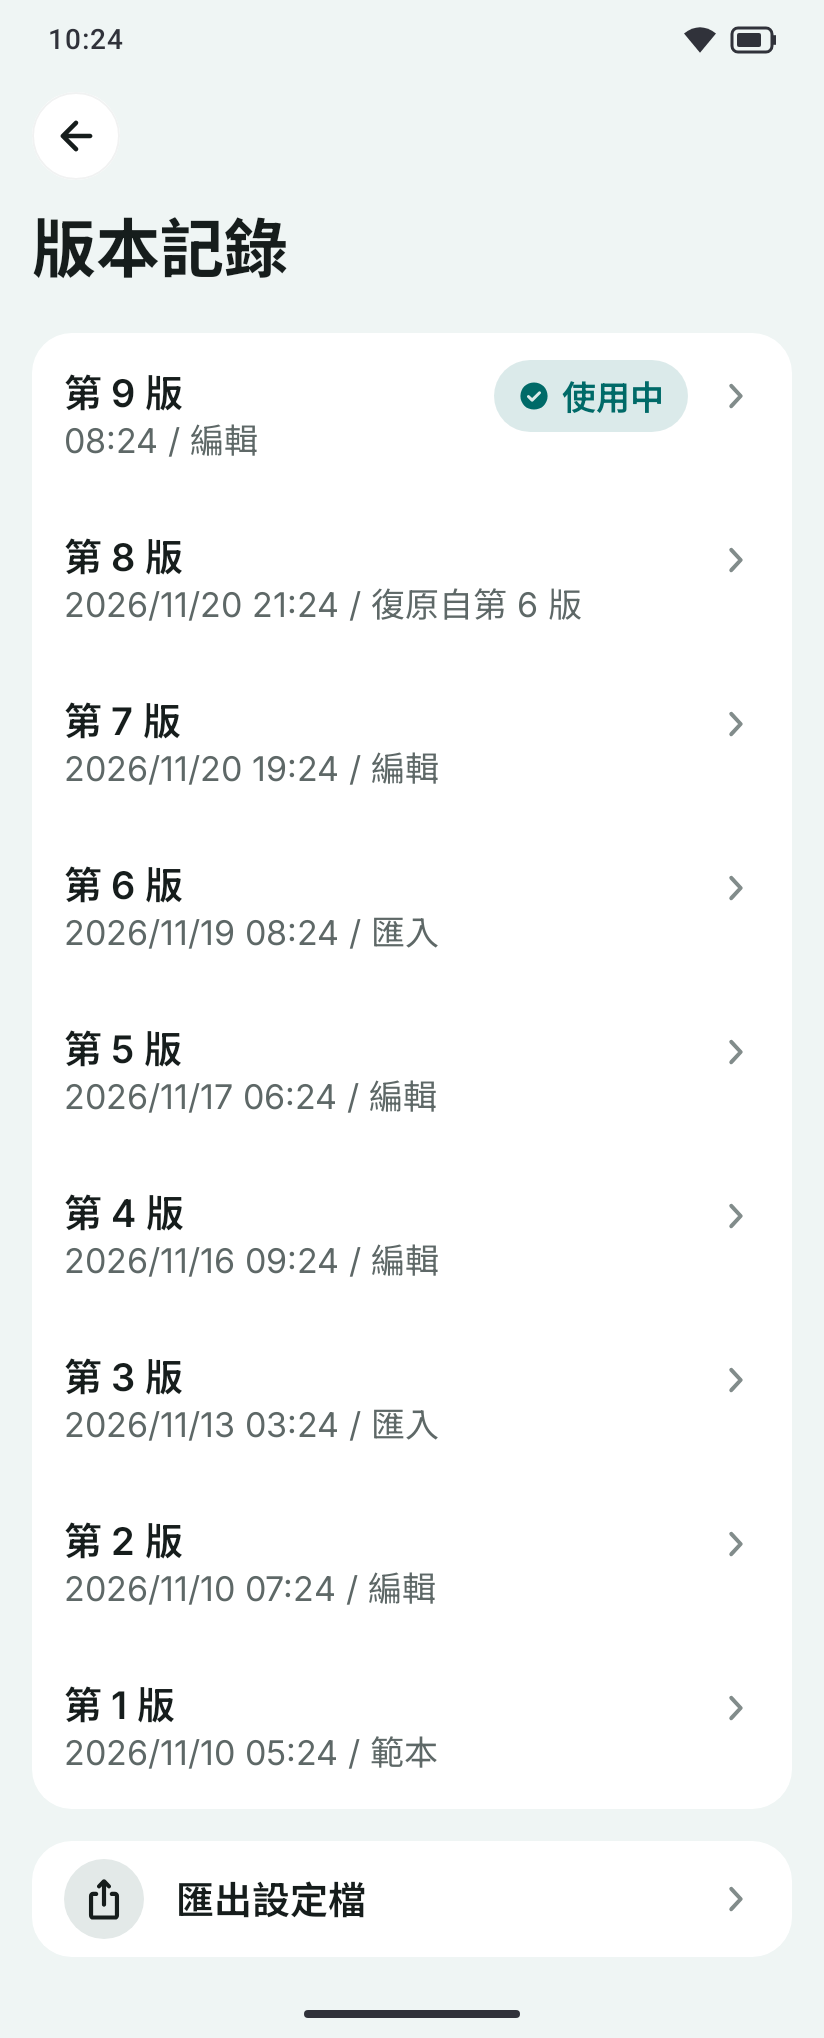 10:24
版本記錄
第 9 版
使用中
08:24 / 編輯
第 8 版
2026/11/20 21:24 / 復原自第 6 版
第 7 版
2026/11/20 19:24 / 編輯
第 6 版
2026/11/19 08:24 / 匯入
第 5 版
2026/11/17 06:24 / 編輯
第 4 版
2026/11/16 09:24 / 編輯
第 3 版
2026/11/13 03:24 / 匯入
第 2 版
2026/11/10 07:24 / 編輯
第 1 版
2026/11/10 05:24 / 範本
匯出設定檔